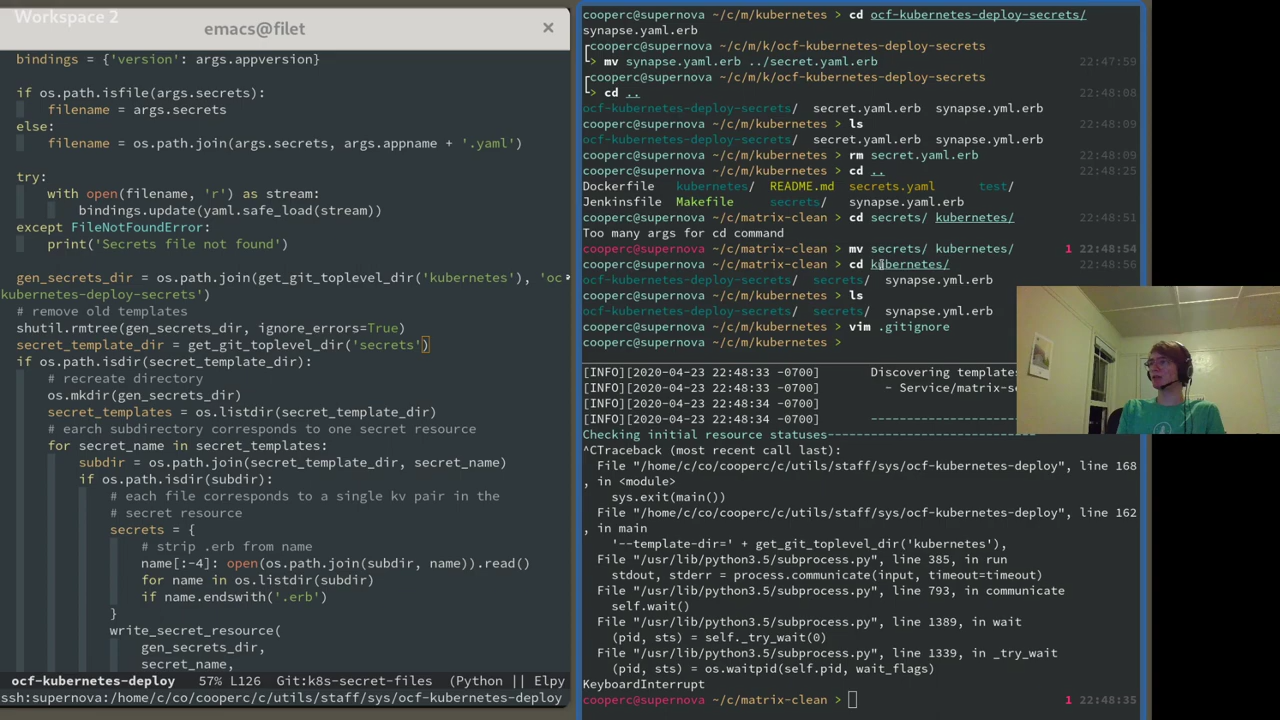 Workspace 2
emacs@filet
×
bindings = {'version': args.appversion}
if os.path.isfile(args.secrets):
filename = args.secrets
else:
filename = os.path.join(args.secrets, args.appname + '.yaml')
try:
with open(filename, 'r') as stream:
bindings.update(yaml.safe_load(stream))
except FileNotFoundError:
print('Secrets file not found')
gen_secrets_dir = os.path.join(get_git_toplevel_dir('kubernetes'), 'oc
kubernetes-deploy-secrets')
# remove old templates
shutil.rmtree(gen_secrets_dir, ignore_errors=True)
secret_template_dir = get_git_toplevel_dir('secrets')
if os.path.isdir(secret_template_dir):
# recreate directory
os.mkdir(gen_secrets_dir)
secret_templates = os.listdir(secret_template_dir)
# earch subdirectory corresponds to one secret resource
for secret_name in secret_templates:
subdir = os.path.join(secret_template_dir, secret_name)
if os.path.isdir(subdir):
# each file corresponds to a single kv pair in the
# secret resource
secrets = {
# strip .erb from name
name[:-4]: open(os.path.join(subdir, name)).read()
for name in os.listdir(subdir)
if name.endswith('.erb')
}
write_secret_resource(
gen_secrets_dir,
secret_name,
ocf-kubernetes-deploy 57% L126 Git:k8s-secret-files (Python || Elpy
ssh:supernova:/home/c/co/cooperc/c/utils/staff/sys/ocf-kubernetes-deploy
cooperc@supernova ~/c/m/kubernetes > cd ocf-kubernetes-deploy-secrets/
synapse.yaml.erb
cooperc@supernova ~/c/m/k/ocf-kubernetes-deploy-secrets
> mv synapse.yaml.erb ../secret.yaml.erb 22:47:59
cooperc@supernova ~/c/m/k/ocf-kubernetes-deploy-secrets
> cd .. 22:48:08
ocf-kubernetes-deploy-secrets/ secret.yaml.erb synapse.yml.erb
cooperc@supernova ~/c/m/kubernetes > ls 22:48:09
ocf-kubernetes-deploy-secrets/ secret.yaml.erb synapse.yml.erb
cooperc@supernova ~/c/m/kubernetes > rm secret.yaml.erb 22:48:09
cooperc@supernova ~/c/m/kubernetes > cd .. 22:48:25
Dockerfile kubernetes/ README.md secrets.yaml test/
Jenkinsfile Makefile secrets/ synapse.yaml.erb
cooperc@supernova ~/c/matrix-clean > cd secrets/ kubernetes/ 22:48:51
Too many args for cd command
cooperc@supernova ~/c/matrix-clean > mv secrets/ kubernetes/ 1 22:48:54
cooperc@supernova ~/c/matrix-clean > cd kubernetes/ 22:48:56
ocf-kubernetes-deploy-secrets/ secrets/ synapse.yml.erb
cooperc@supernova ~/c/m/kubernetes > ls
ocf-kubernetes-deploy-secrets/ secrets/ synapse.yml.erb
cooperc@supernova ~/c/m/kubernetes > vim .gitignore
cooperc@supernova ~/c/m/kubernetes >
[INFO][2020-04-23 22:48:33 -0700] Discovering templates
[INFO][2020-04-23 22:48:33 -0700] - Service/matrix-s
[INFO][2020-04-23 22:48:34 -0700]
[INFO][2020-04-23 22:48:34 -0700] ------------------
Checking initial resource statuses--------------------------
^CTraceback (most recent call last):
File "/home/c/co/cooperc/c/utils/staff/sys/ocf-kubernetes-deploy", line 168
, in <module>
sys.exit(main())
File "/home/c/co/cooperc/c/utils/staff/sys/ocf-kubernetes-deploy", line 162
, in main
'--template-dir=' + get_git_toplevel_dir('kubernetes'),
File "/usr/lib/python3.5/subprocess.py", line 385, in run
stdout, stderr = process.communicate(input, timeout=timeout)
File "/usr/lib/python3.5/subprocess.py", line 793, in communicate
self.wait()
File "/usr/lib/python3.5/subprocess.py", line 1389, in wait
(pid, sts) = self._try_wait(0)
File "/usr/lib/python3.5/subprocess.py", line 1339, in _try_wait
(pid, sts) = os.waitpid(self.pid, wait_flags)
KeyboardInterrupt
cooperc@supernova ~/c/matrix-clean > 1 22:48:35